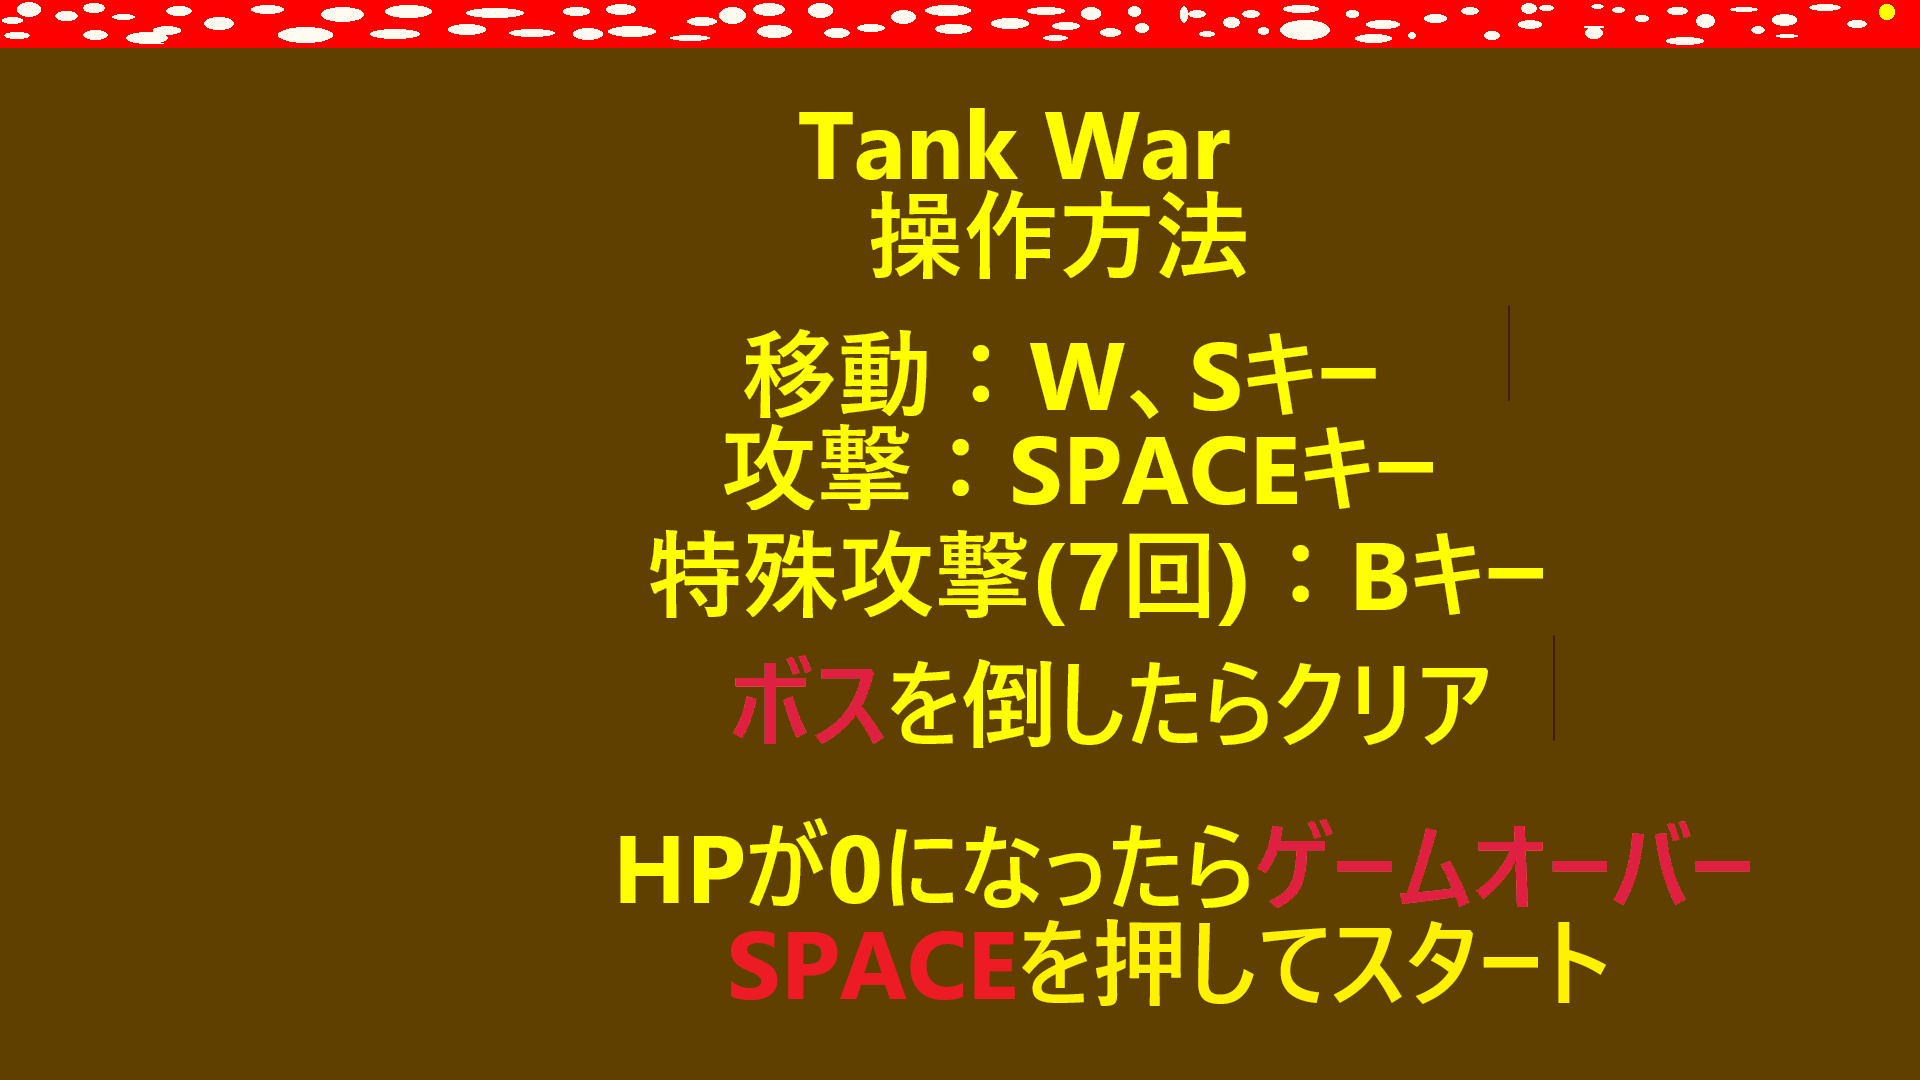 Tank War
操作方法
移動：W、Sキー
攻撃：SPACEキー
特殊攻撃(7回)：Bキー
ボスを倒したらクリア
HPが0になったらゲームオーバー
SPACEを押してスタート